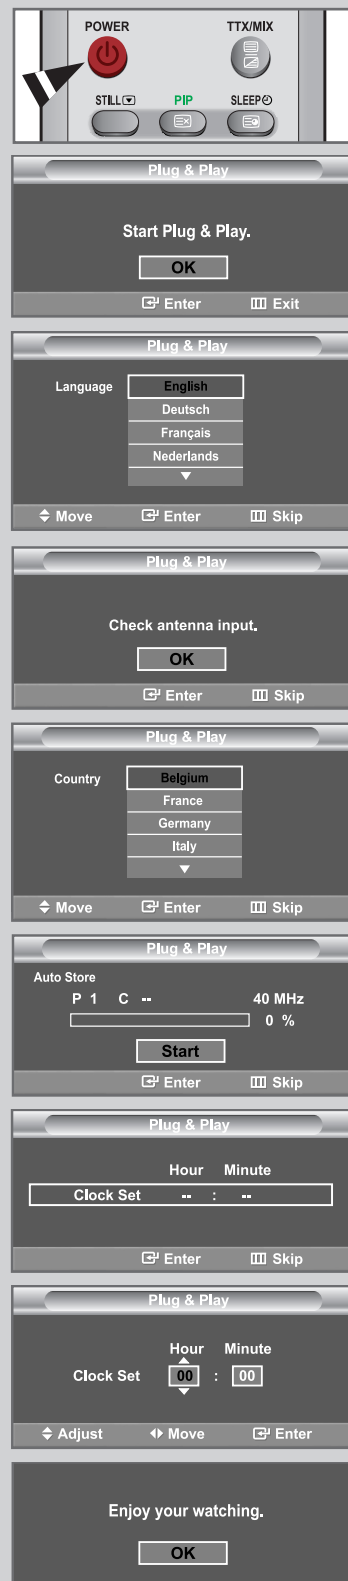 POWER TTX/MIX
STILL PIP SLEEP
Plug & Play
Start Plug & Play.
OK
Enter Exit
Plug & Play
Language English
Deutsch
Français
Nederlands
Move Enter Skip
Plug & Play
Check antenna input.
OK
Enter Skip
Plug & Play
Country Belgium
France
Germany
Italy
Move Enter Skip
Plug & Play
Auto Store
P 1 C -- 40 MHz
0 %
Start
Enter Skip
Plug & Play
Hour Minute
Clock Set -- : --
Enter Skip
Plug & Play
Hour Minute
Clock Set 00 : 00
Adjust Move Enter
Enjoy your watching.
OK